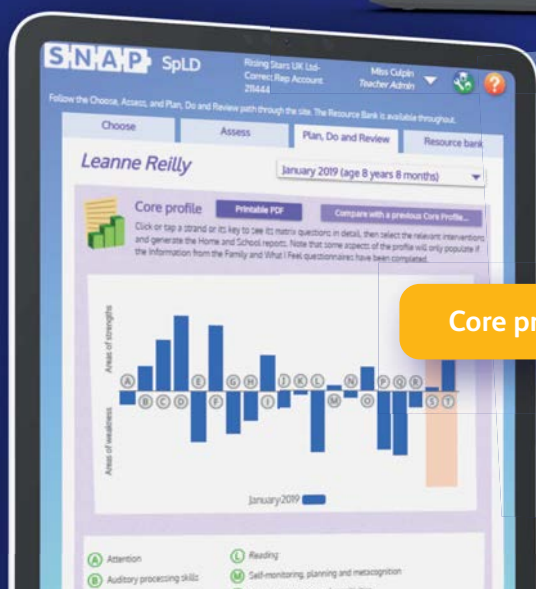 SNAP SpLD
Rising Stars UK Ltd-
Correct Rep Account
28444
Miss Culpin
Teacher Admin
Follow the Choose, Assess, and Plan, Do and Review path through the site. The Resource Bank is available throughout.
Choose
Assess
Plan, Do and Review
Resource bank
Leanne Reilly
January 2019 (age 8 years 8 months)
Core profile
Printable PDF
Compare with a previous Core Profile...
Click or tap a strand or its key to see its matrix questions in detail, then select the relevant interventions
and generate the Home and School reports. Note that some aspects of the profile will only populate if
the Information from the Family and What I Feel questionnaires have been completed.
Core pr
Areas of strengths
Areas of weakness
A B C D E F G H I J K L M N O P Q R S T
January2019
A Attention
B Auditory processing skills
L Reading
M Self-monitoring, planning and metacognition